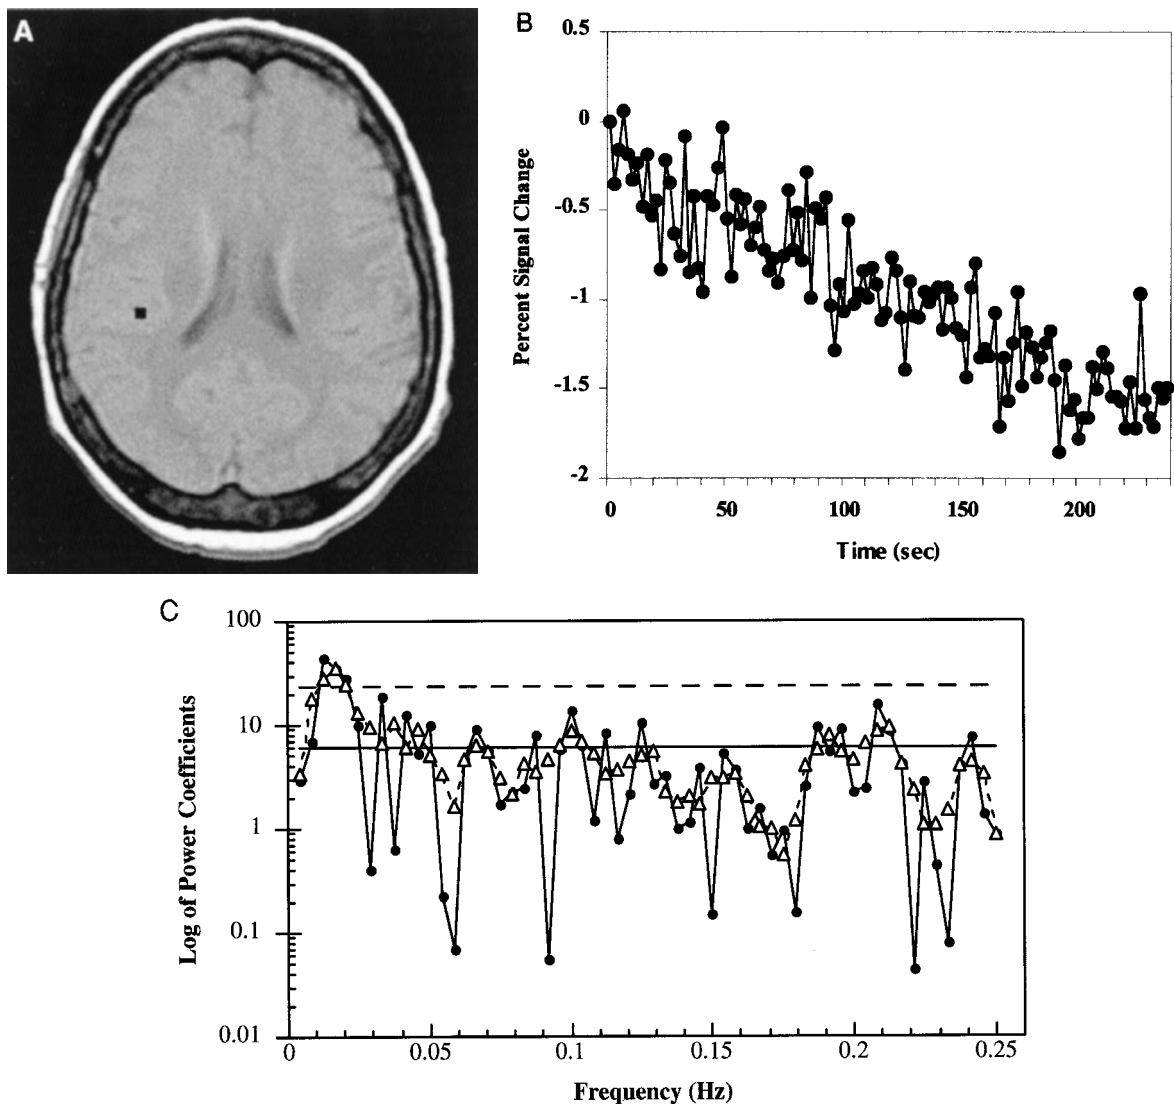 A
B
0.5
0
-0.5
-1
-1.5
-2
Percent Signal Change
0 50 100 150 200
Time (sec)
C
100
10
1
0.1
0.01
Log of Power Coefficients
0 0.05 0.1 0.15 0.2 0.25
Frequency (Hz)